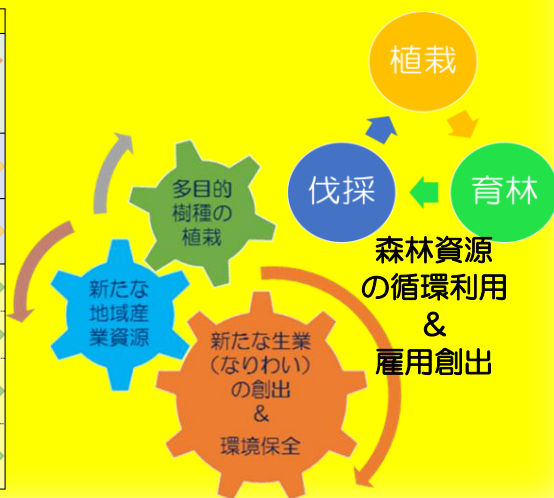 植栽
伐採
育林
森林資源
の循環利用
&
雇用創出
多目的
樹種の
植栽
新たな
地域産
業資源
新たな生業
(なりわい)
の創出
&
環境保全